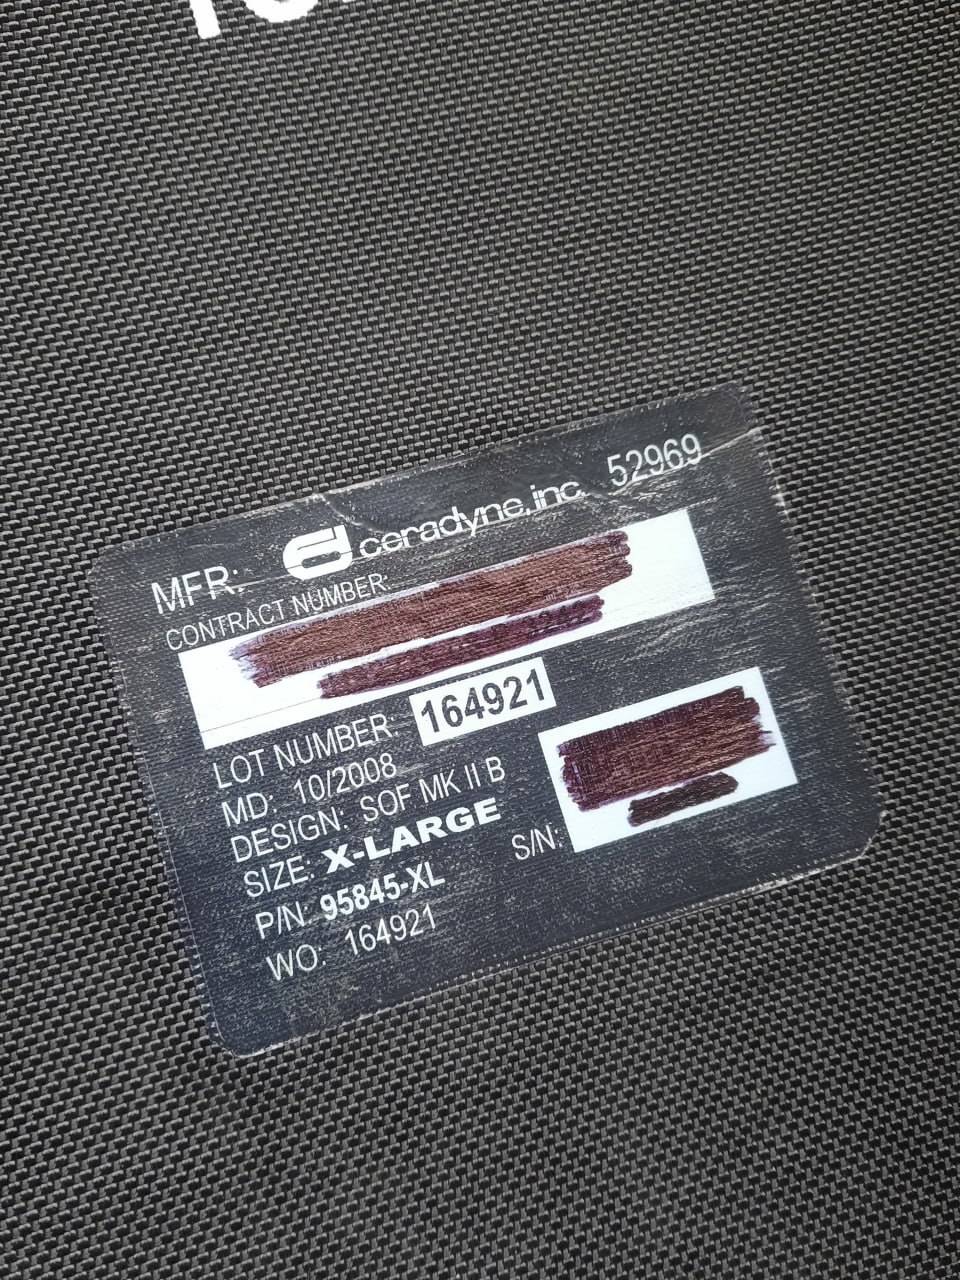 MFR: ceradyne, inc. 52969
CONTRACT NUMBER:
LOT NUMBER: 164921
MD: 10/2008
DESIGN: SOF MK II B
SIZE: X-LARGE
P/N: 95845-XL
S/N:
WO: 164921